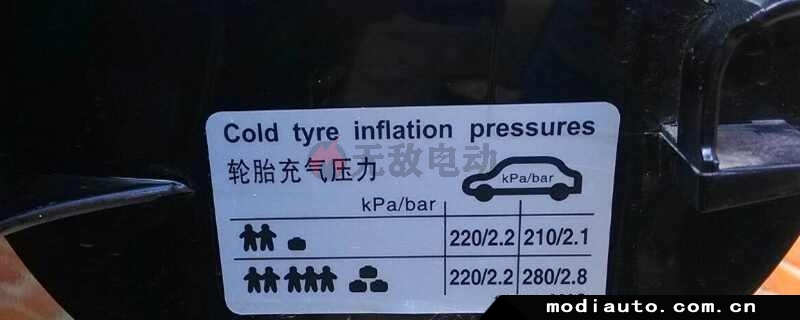 Cold tyre inflation pressures
轮胎充气压力
无敌电动
kPa/bar
kPa/bar
220/2.2 210/2.1
220/2.2 280/2.8
modiauto.com.cn